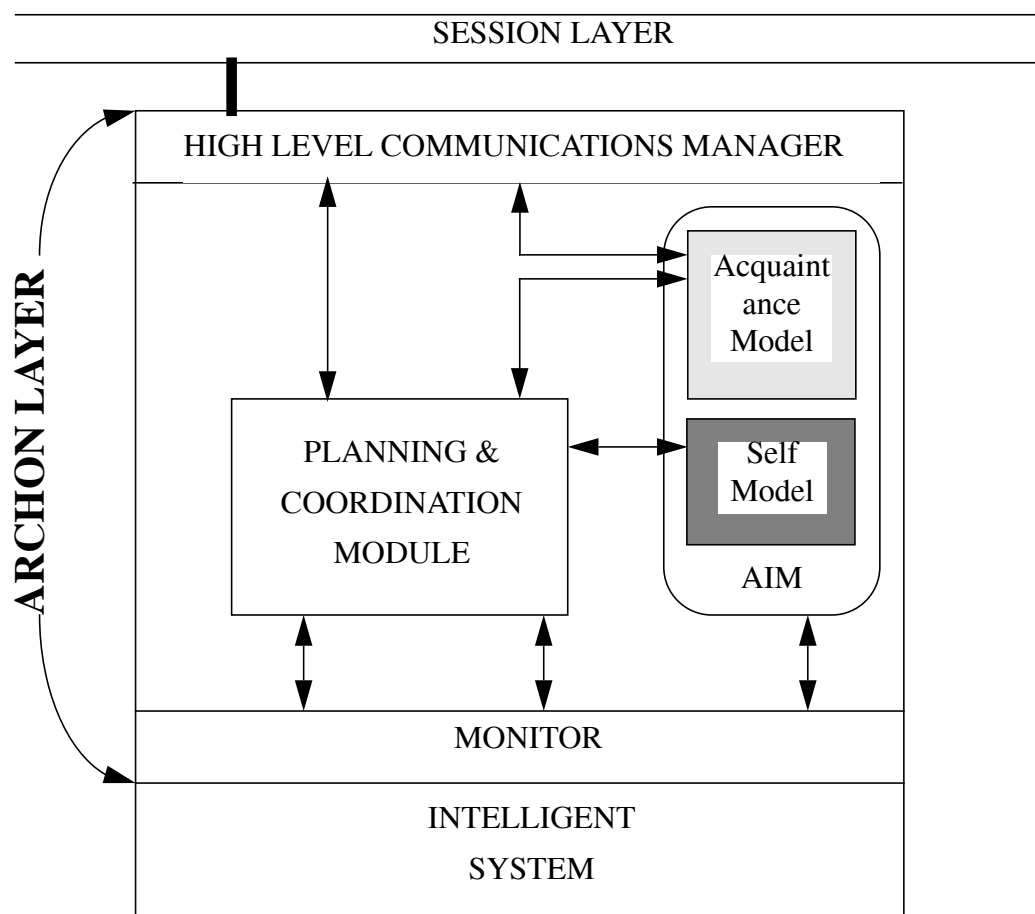 SESSION LAYER
HIGH LEVEL COMMUNICATIONS MANAGER
ARCHON LAYER
Acquaint
ance
Model
PLANNING &
COORDINATION
MODULE
Self
Model
AIM
MONITOR
INTELLIGENT
SYSTEM